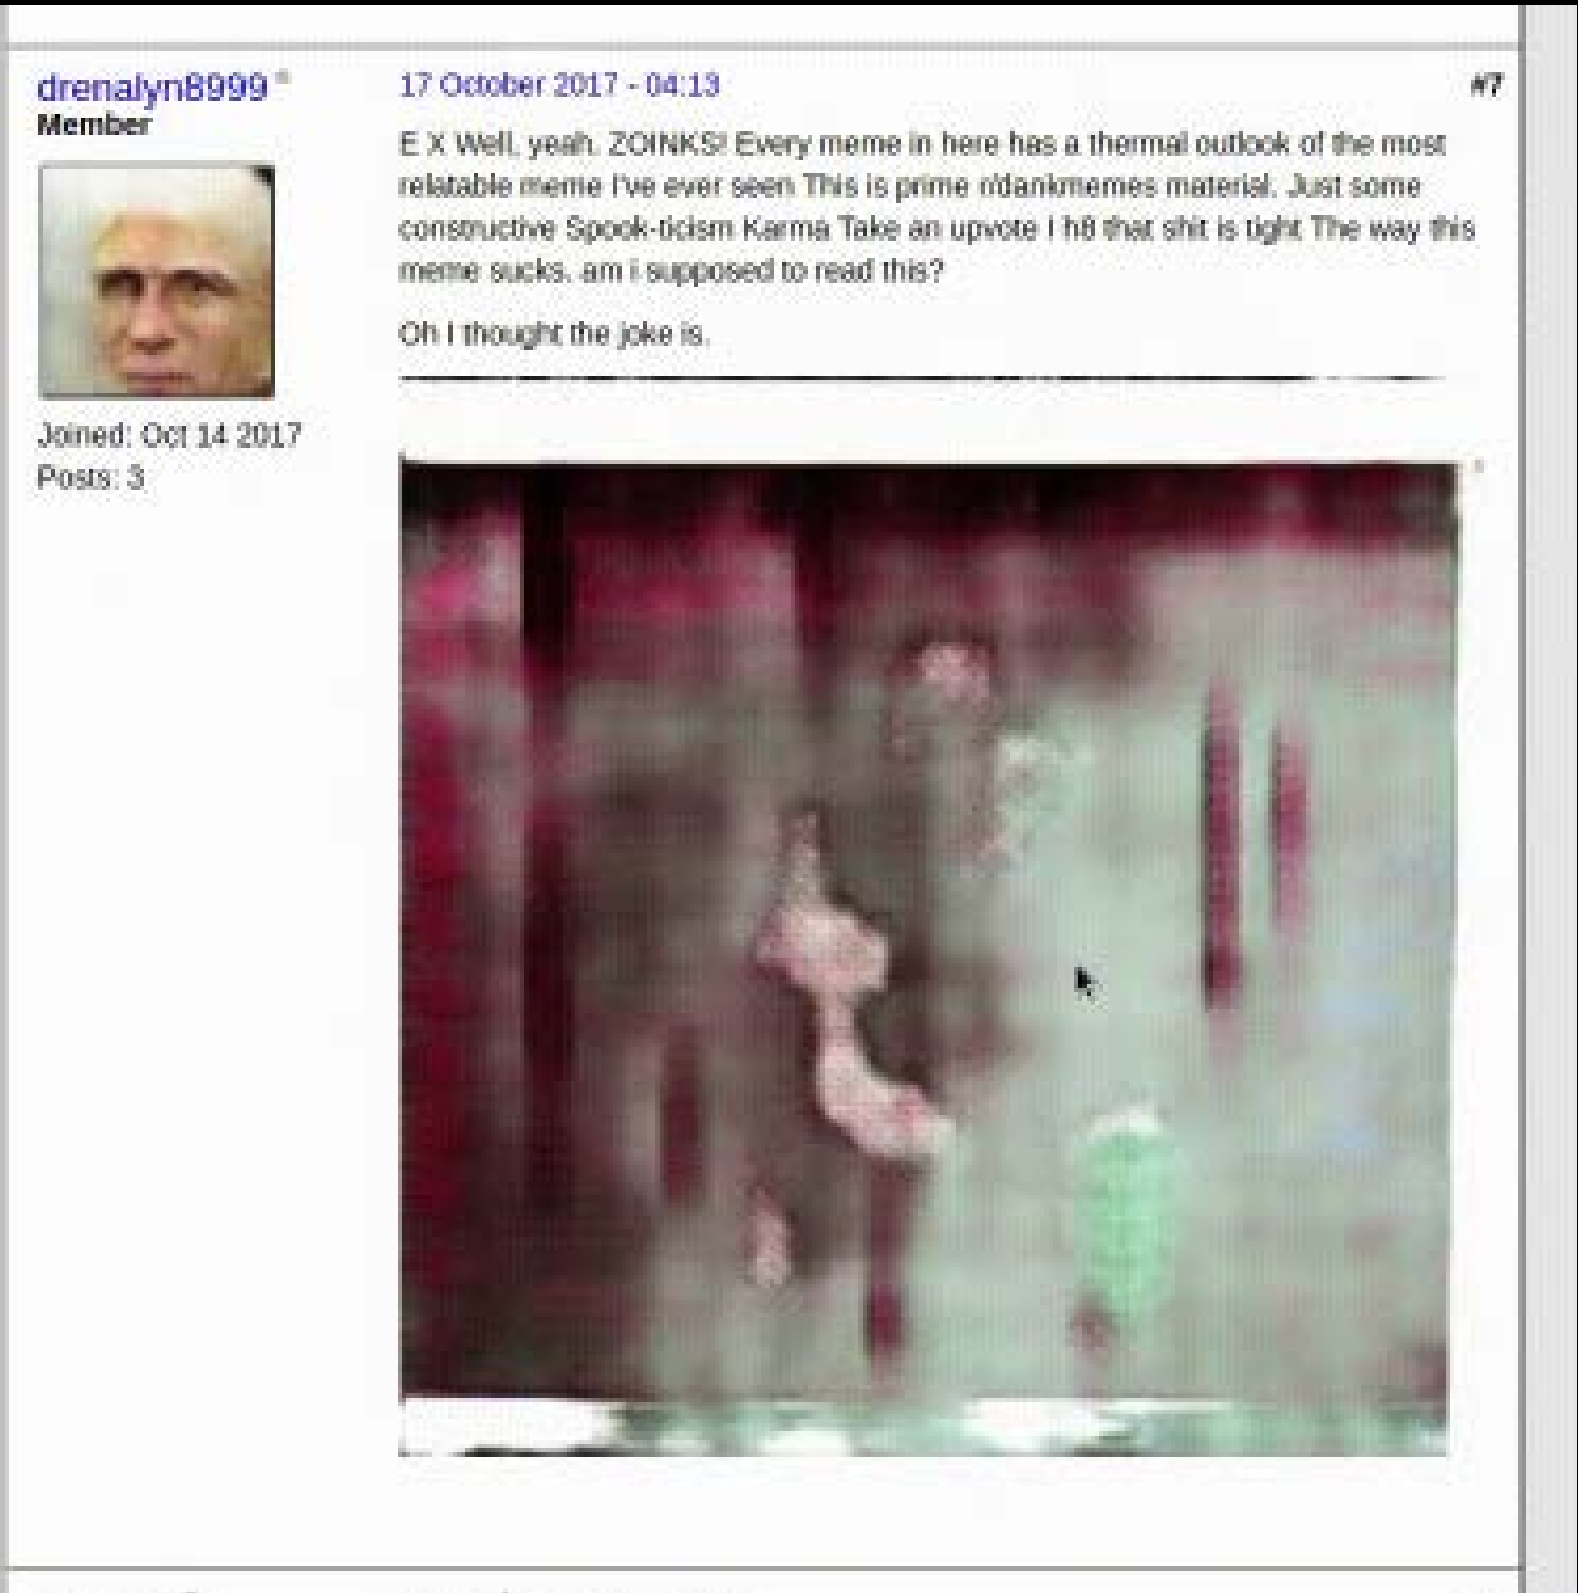 drenalyn8999
Member
Joined: Oct 14 2017
Posts: 3
17 October 2017 - 04:13
#7
E X Well, yeah. ZOINKS! Every meme in here has a thermal outlook of the most
relatable meme I've ever seen This is prime r/dankmemes material. Just some
constructive Spook-ticism Karma Take an upvote I h8 that shit is tight The way this
meme sucks. am i supposed to read this?
Oh I thought the joke is.